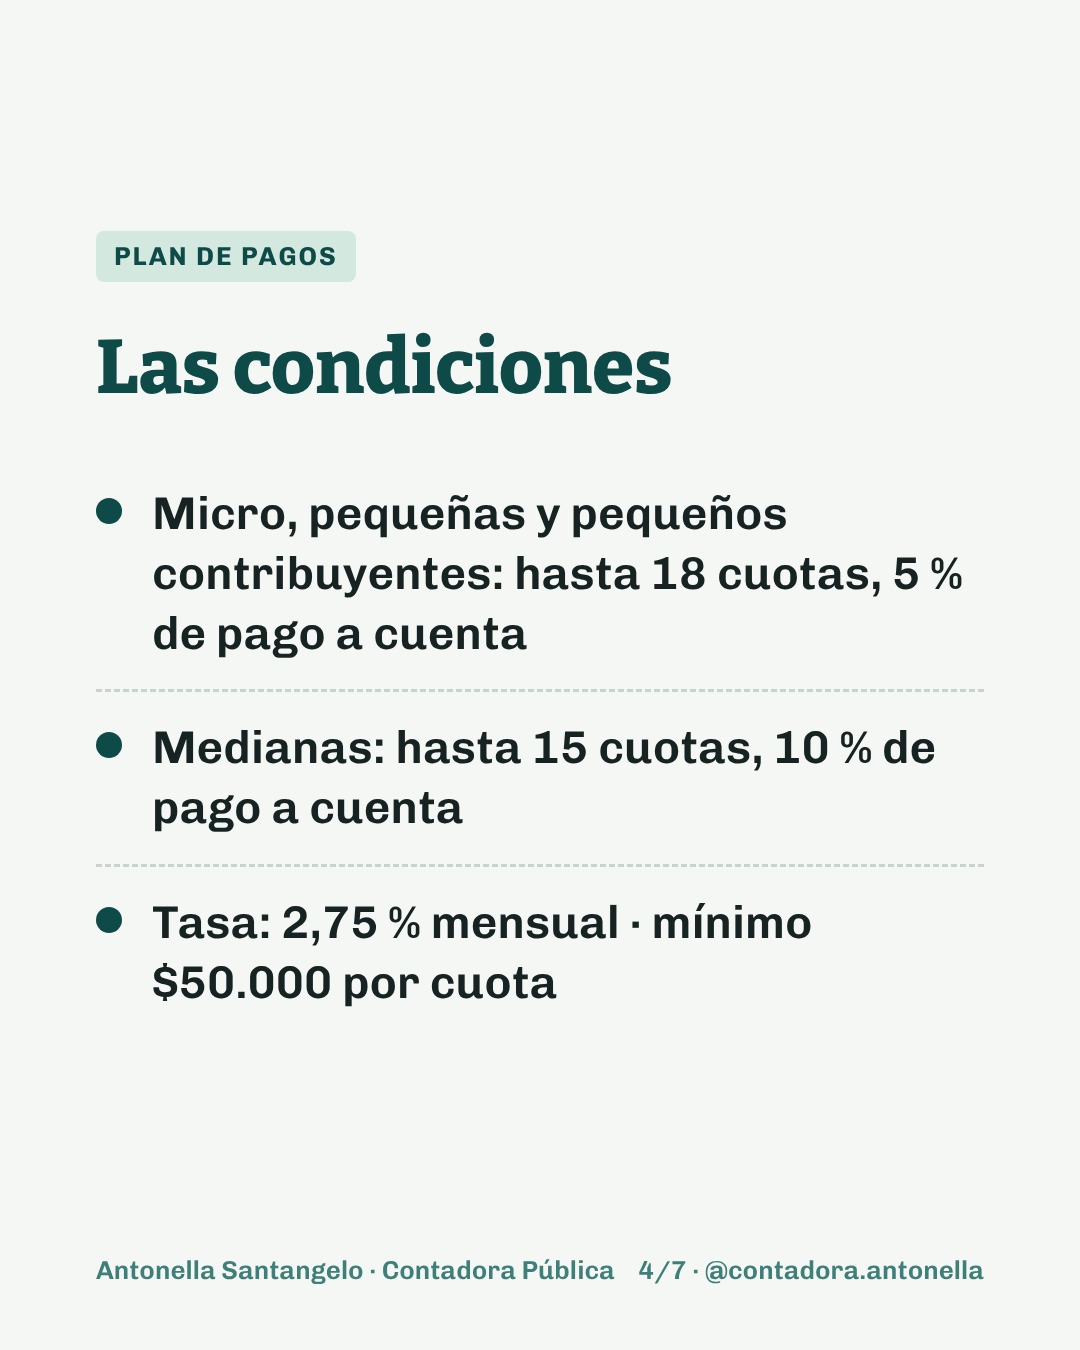 PLAN DE PAGOS
Las condiciones
Micro, pequeñas y pequeños
contribuyentes: hasta 18 cuotas, 5 %
de pago a cuenta
Medianas: hasta 15 cuotas, 10 % de
pago a cuenta
Tasa: 2,75 % mensual · mínimo
$50.000 por cuota
Antonella Santangelo · Contadora Pública 4/7 · @contadora.antonella